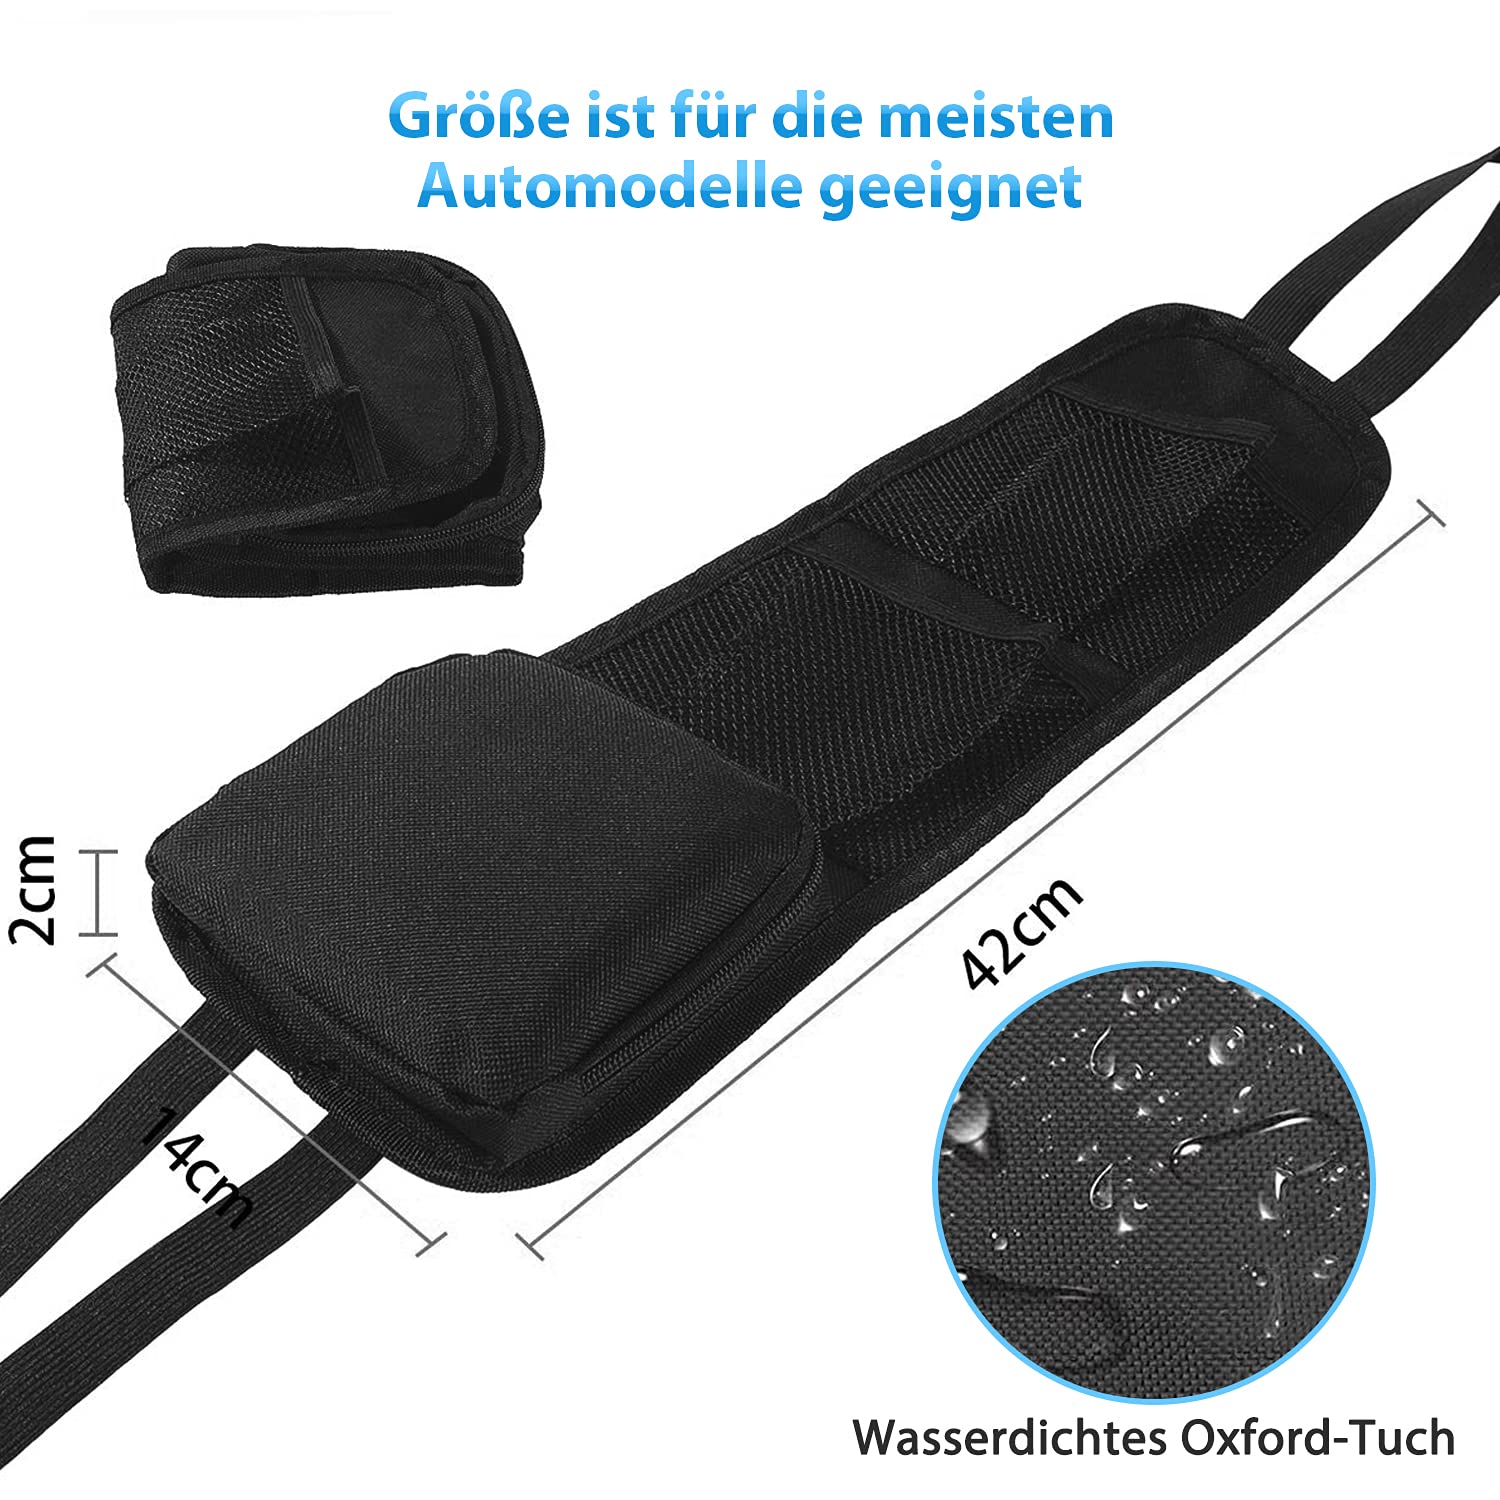 Größe ist für die meisten
Automodelle geeignet
2cm
42cm
14cm
Wasserdichtes Oxford-Tuch